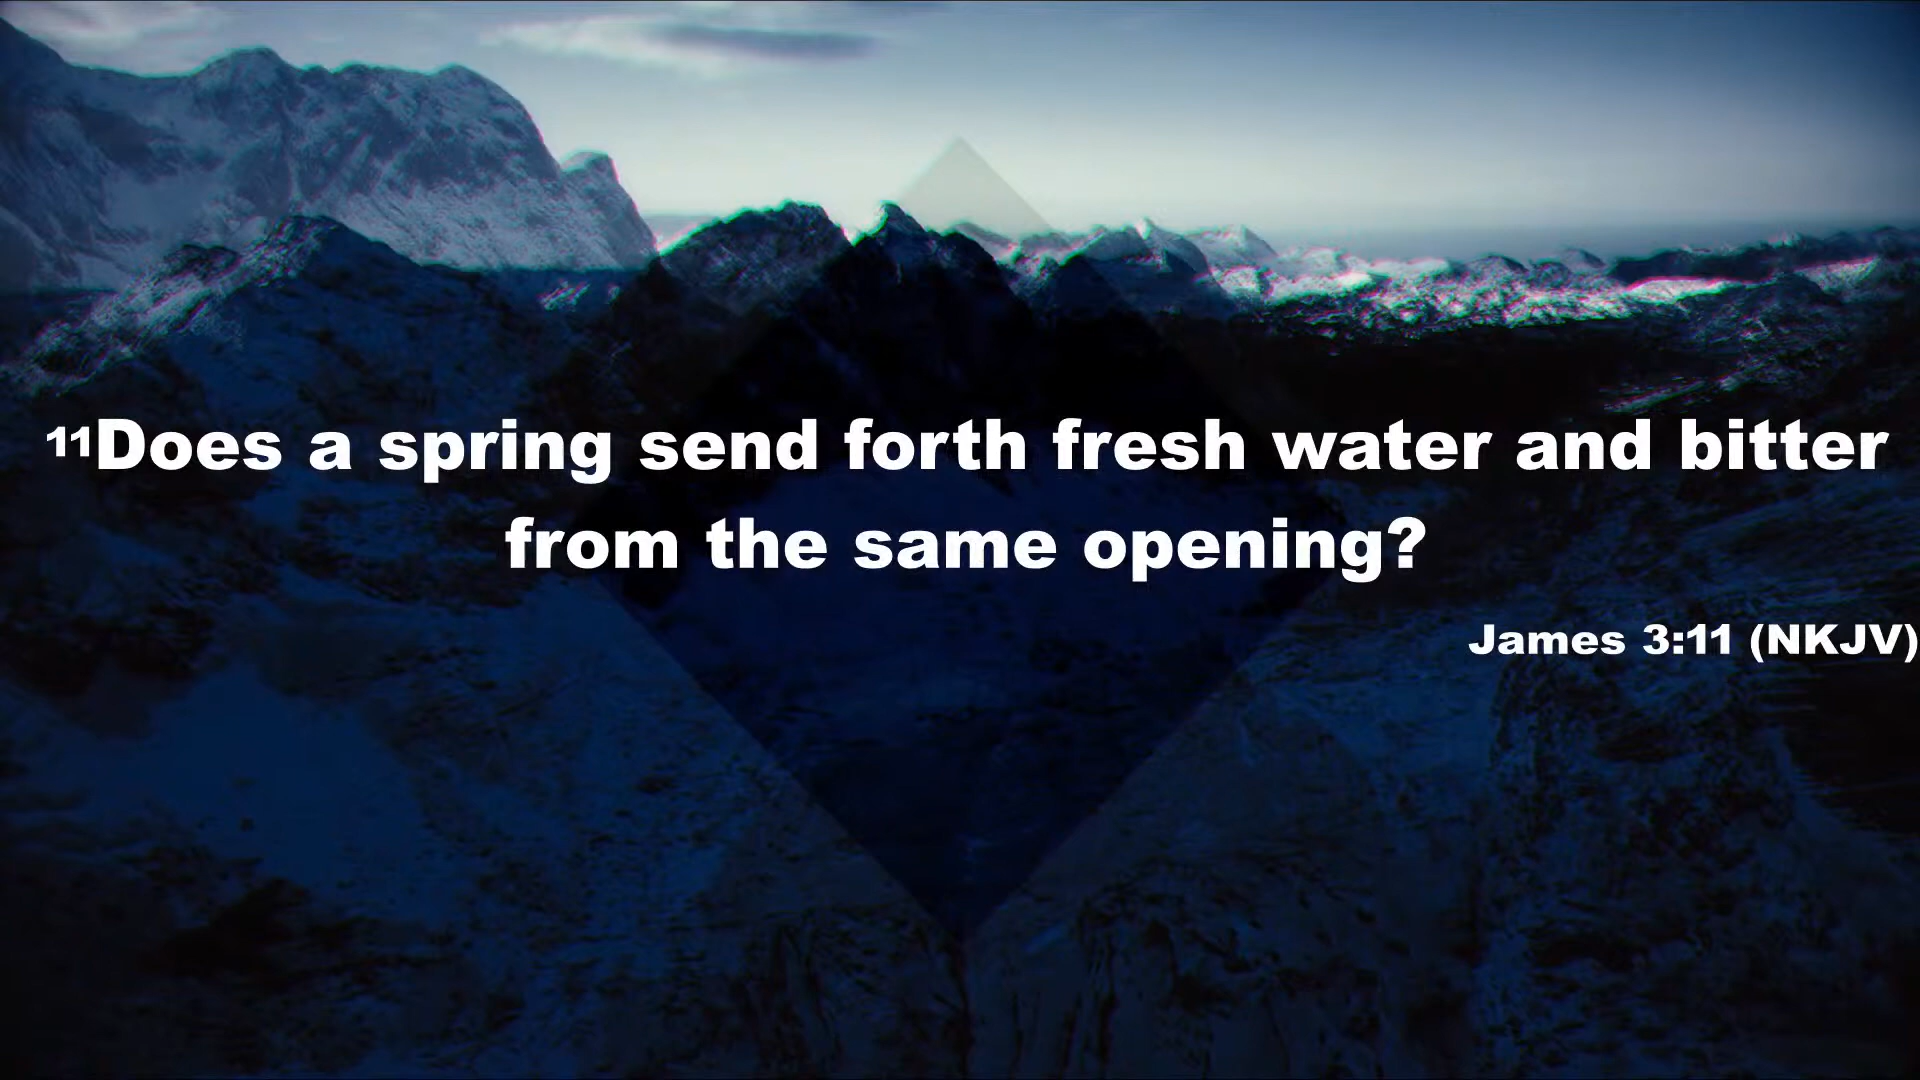 ¹¹Does a spring send forth fresh water and bitter
from the same opening?
James 3:11 (NKJV)